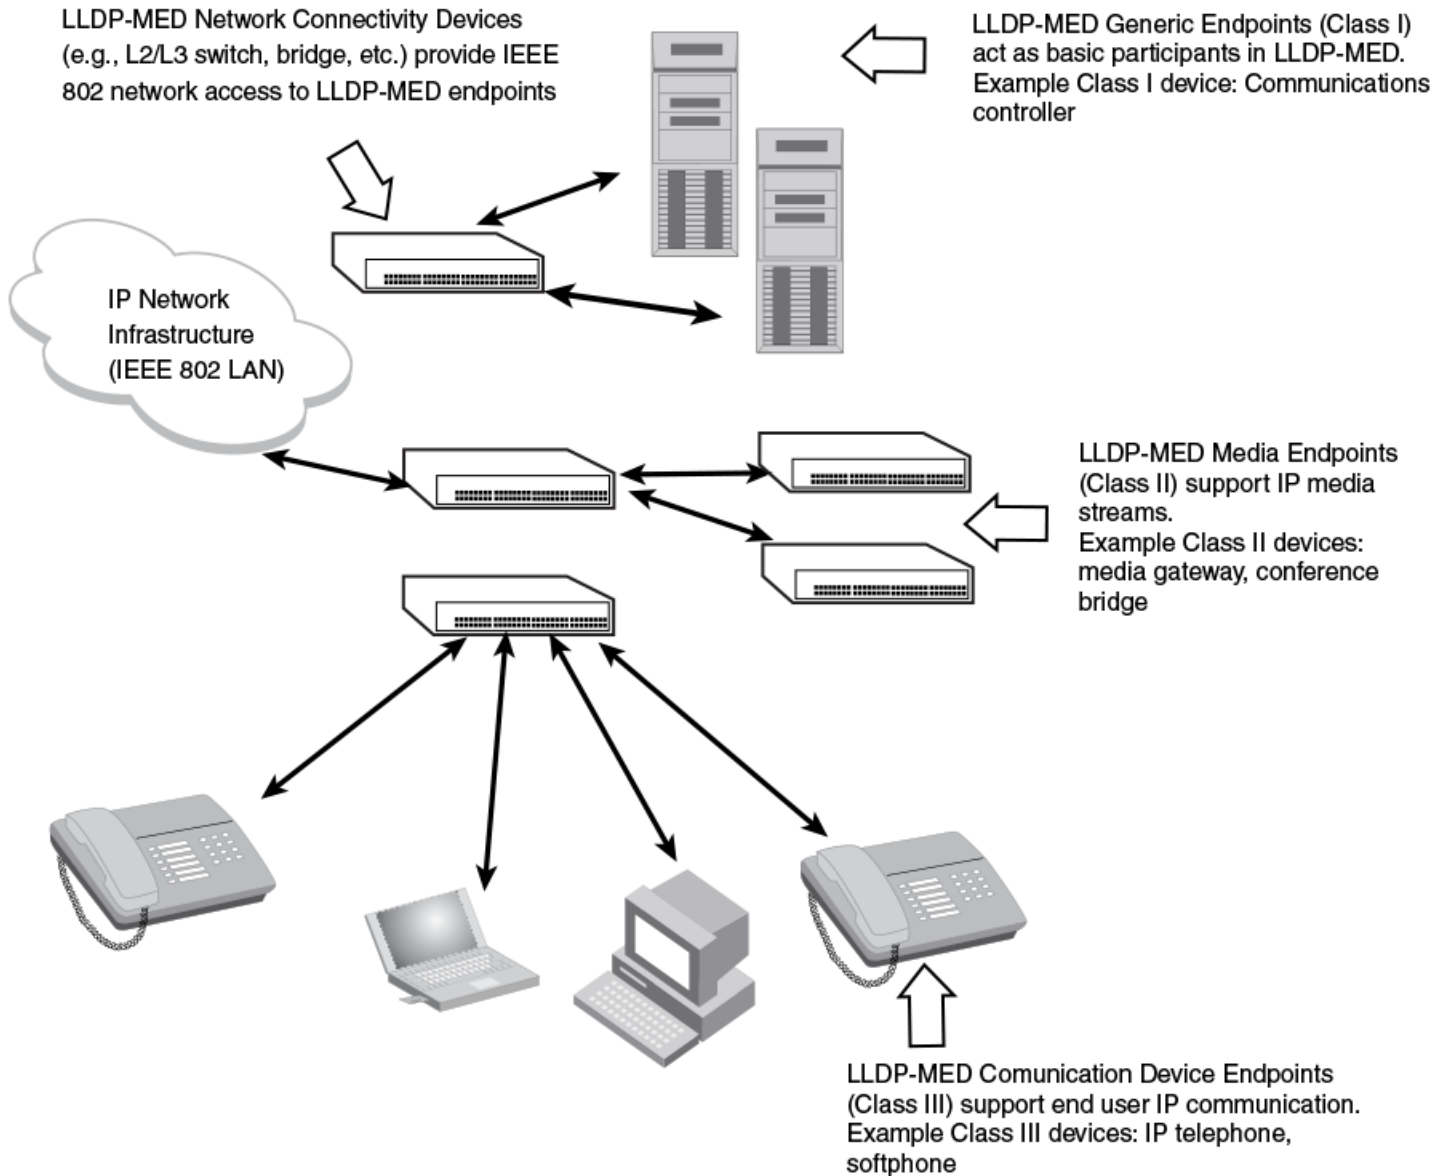 LLDP-MED Network Connectivity Devices
(e.g., L2/L3 switch, bridge, etc.) provide IEEE
802 network access to LLDP-MED endpoints
LLDP-MED Generic Endpoints (Class I)
act as basic participants in LLDP-MED.
Example Class I device: Communications
controller
IP Network
Infrastructure
(IEEE 802 LAN)
LLDP-MED Media Endpoints
(Class II) support IP media
streams.
Example Class II devices:
media gateway, conference
bridge
LLDP-MED Comunication Device Endpoints
(Class III) support end user IP communication.
Example Class III devices: IP telephone,
softphone